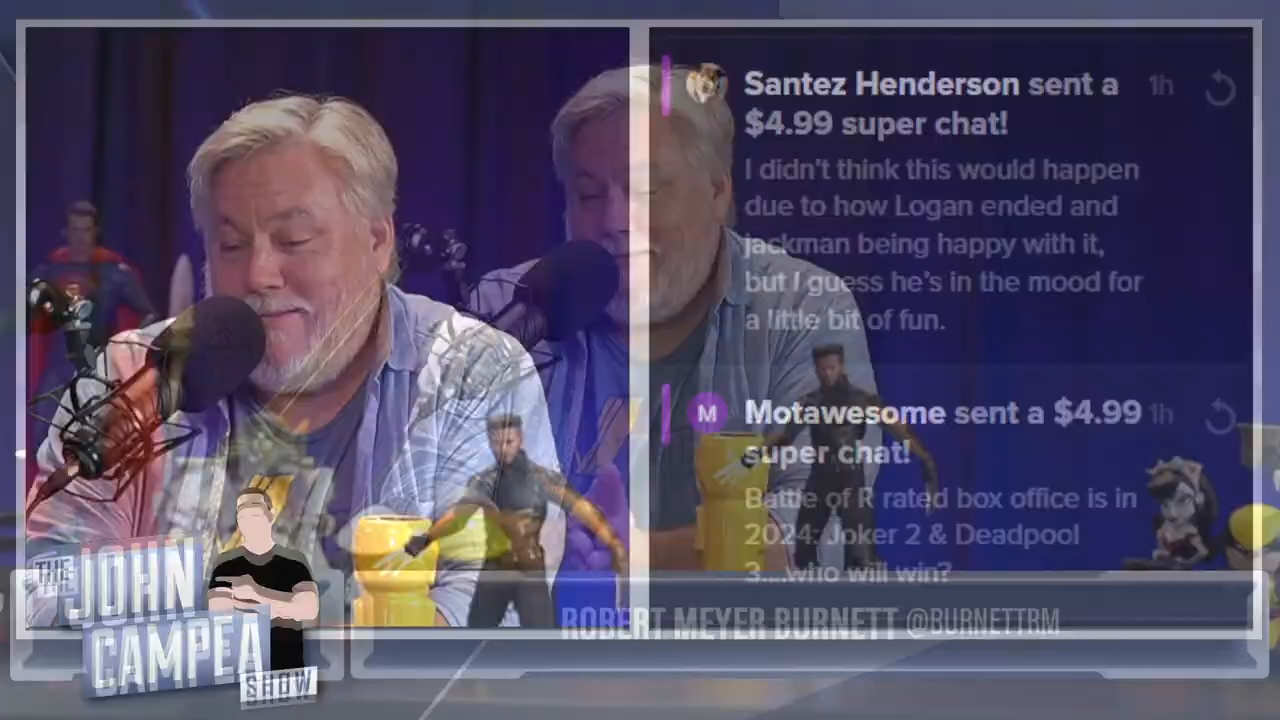 Santez Henderson sent a 1h
$4.99 super chat!
I didn't think this would happen
due to how Logan ended and
jackman being happy with it,
but I guess he's in the mood for
a little bit of fun.
M Motawesome sent a $4.99 1h
super chat!
Battle of R rated box office is in
2024: Joker 2 & Deadpool
3....who will win?
ROBERT MEYER BURNETT @BURNETTRM
THE
JOHN
CAMPEA
SHOW